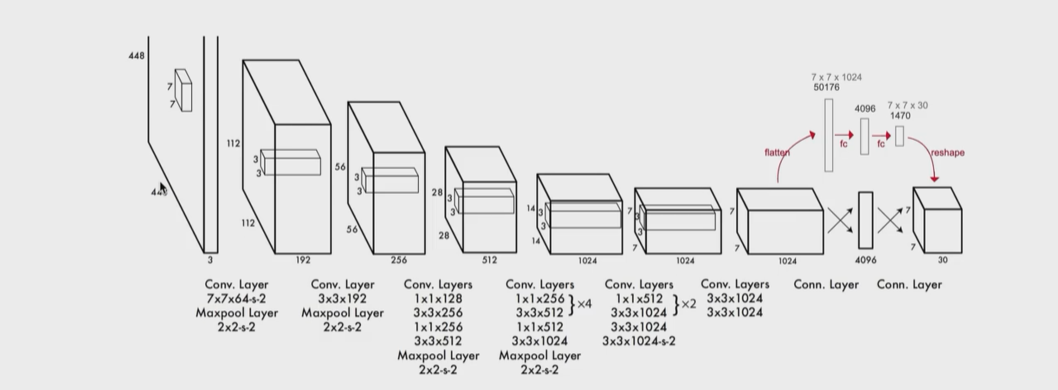 448
7
7
448
3
112
3
3
112
192
56
3
3
56
256
28
3
3
28
512
14
3
3
14
1024
7
3
3
7
1024
7
7
1024
flatten
7 x 7 x 1024
50176
fc
4096
fc
7 x 7 x 30
1470
reshape
4096
7
7
30
Conv. Layer
7x7x64-s-2
Maxpool Layer
2x2-s-2
Conv. Layer
3x3x192
Maxpool Layer
2x2-s-2
Conv. Layers
1x1x128
3x3x256
1x1x256
3x3x512
Maxpool Layer
2x2-s-2
Conv. Layers
1x1x256
3x3x512 }x4
1x1x512
3x3x1024
Maxpool Layer
2x2-s-2
Conv. Layers
1x1x512
3x3x1024 }x2
3x3x1024
3x3x1024-s-2
Conv. Layers
3x3x1024
3x3x1024
Conn. Layer
Conn. Layer